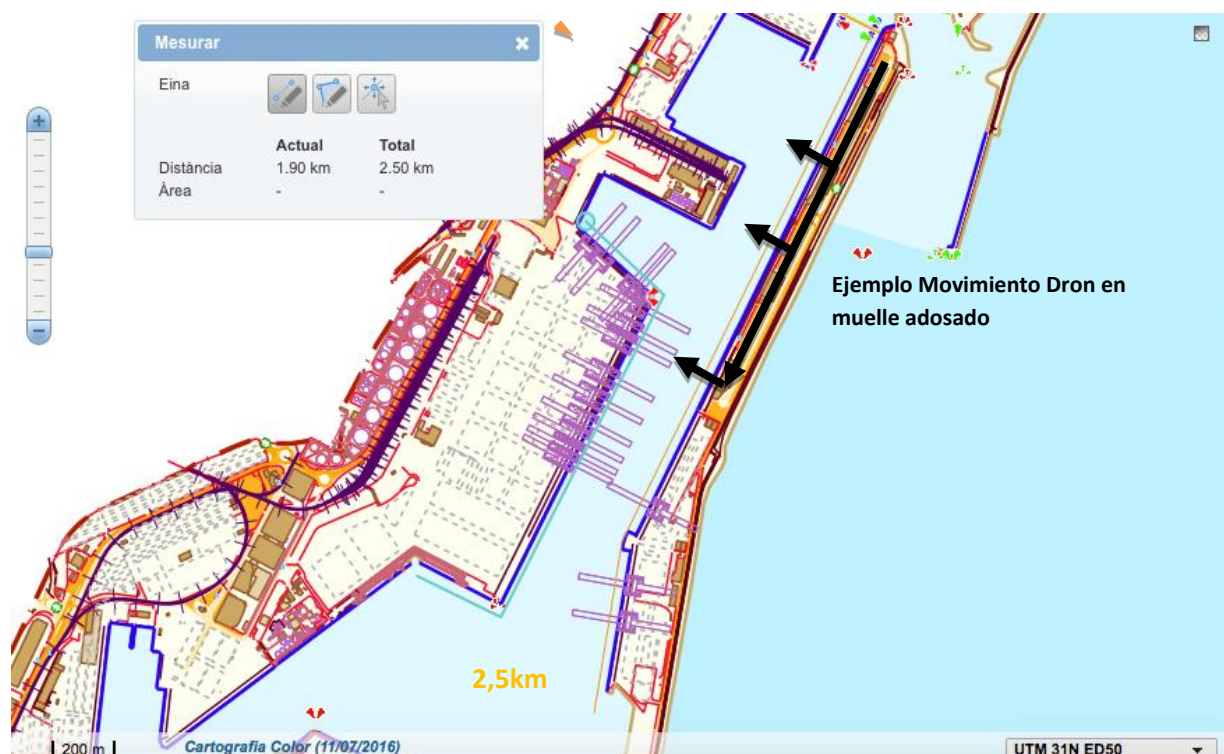 Mesurar
Eina
Actual Total
Distància 1.90 km 2.50 km
Àrea - -
Ejemplo Movimiento Dron en
muelle adosado
2,5km
200 m
Cartografia Color (11/07/2016)
UTM 31N ED50